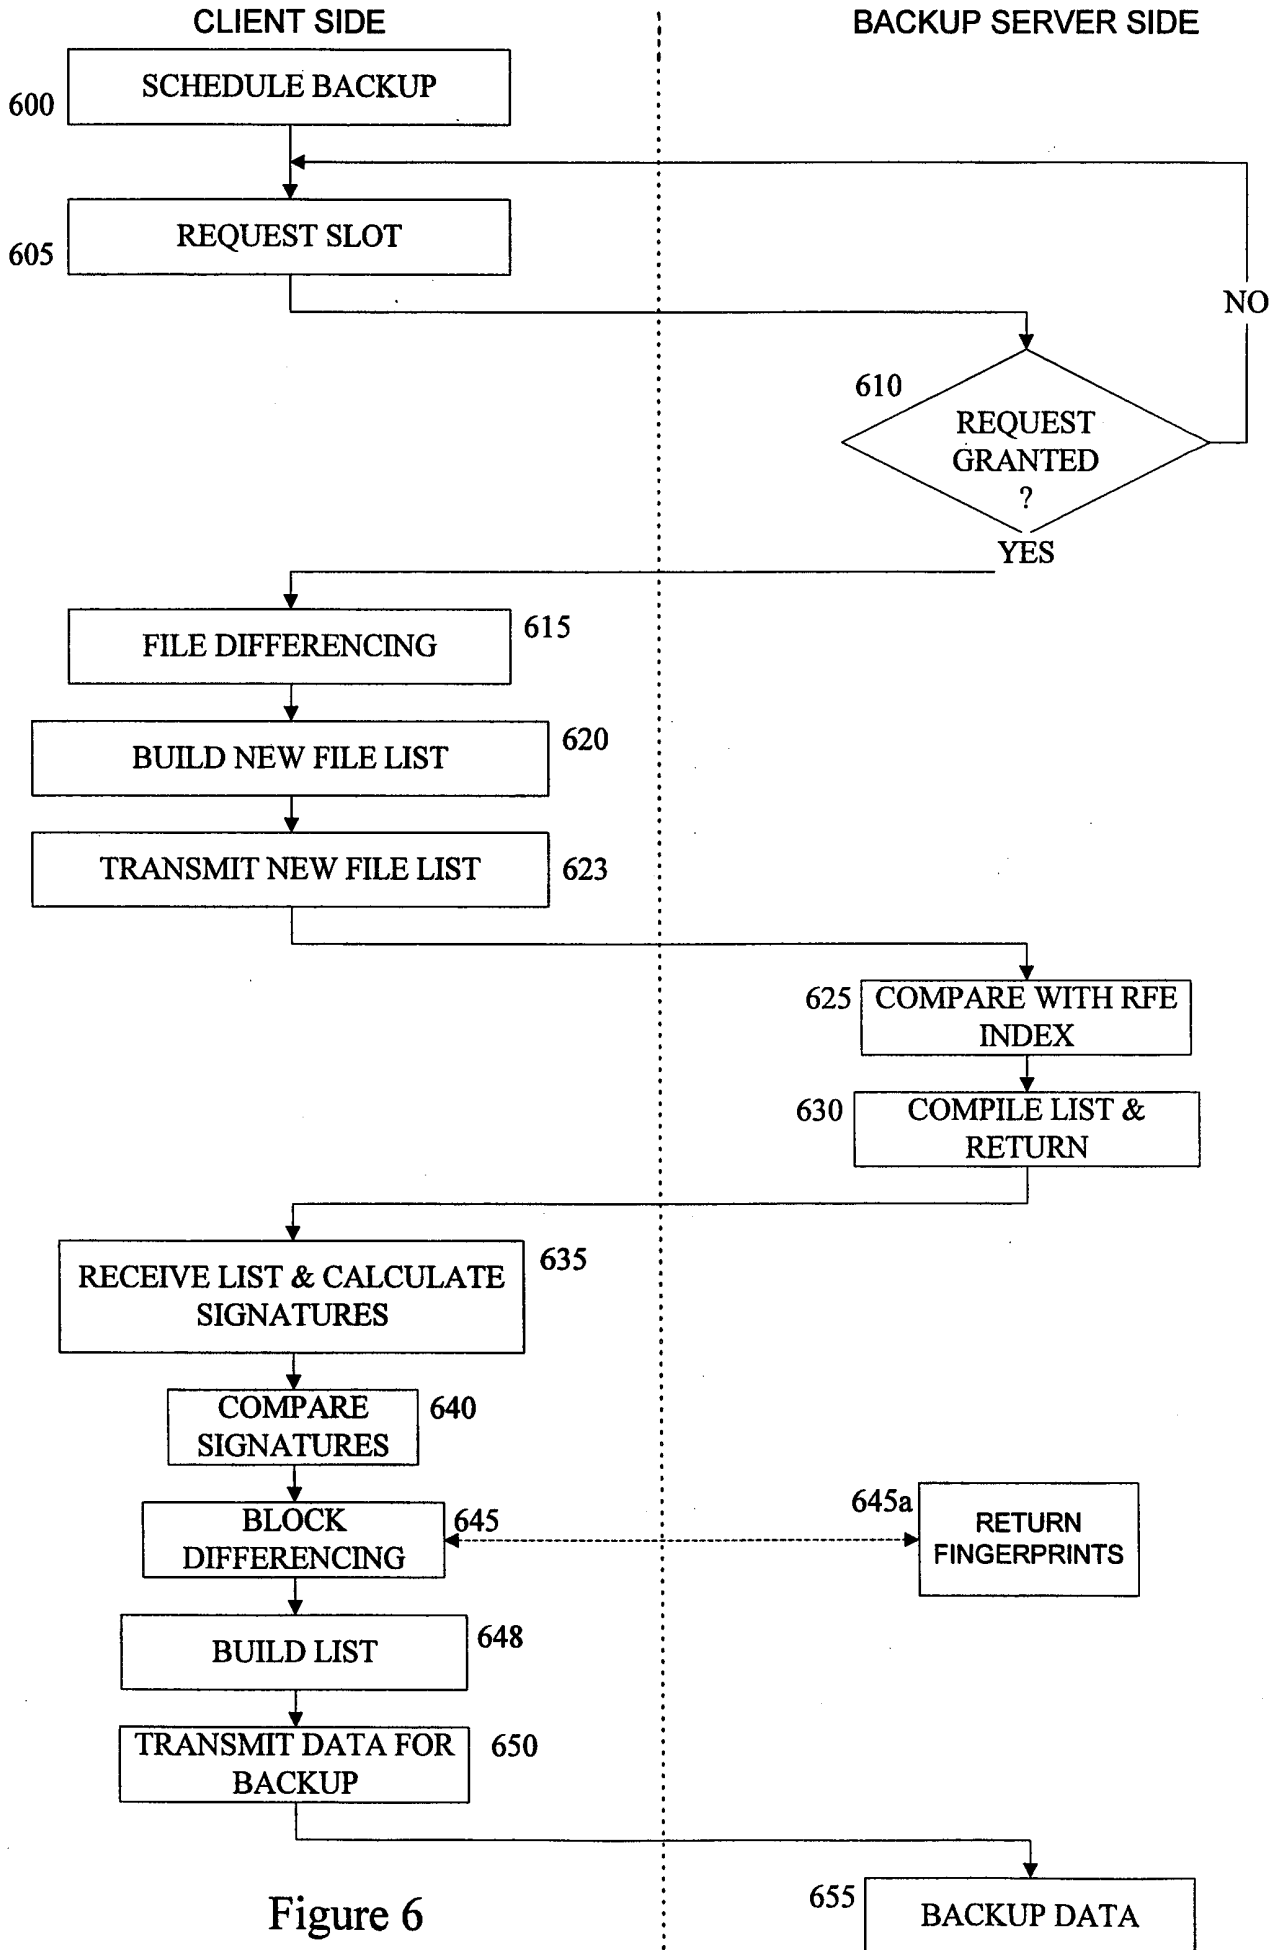 CLIENT SIDE
BACKUP SERVER SIDE
600
SCHEDULE BACKUP
605
REQUEST SLOT
NO
610
REQUEST
GRANTED
?
YES
FILE DIFFERENCING
615
BUILD NEW FILE LIST
620
TRANSMIT NEW FILE LIST
623
625
COMPARE WITH RFE
INDEX
630
COMPILE LIST &
RETURN
RECEIVE LIST & CALCULATE
SIGNATURES
635
COMPARE
SIGNATURES
640
BLOCK
DIFFERENCING
645
645a
RETURN
FINGERPRINTS
BUILD LIST
648
TRANSMIT DATA FOR
BACKUP
650
655
BACKUP DATA
Figure 6